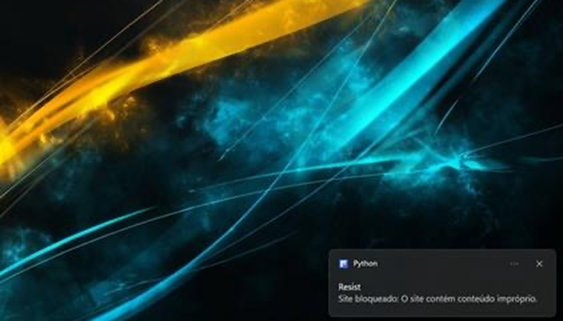 Python
Resist
Site bloqueado: O site contém conteúdo impróprio.